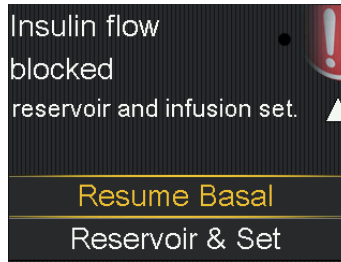 Insulin flow
blocked
reservoir and infusion set.
Resume Basal
Reservoir & Set